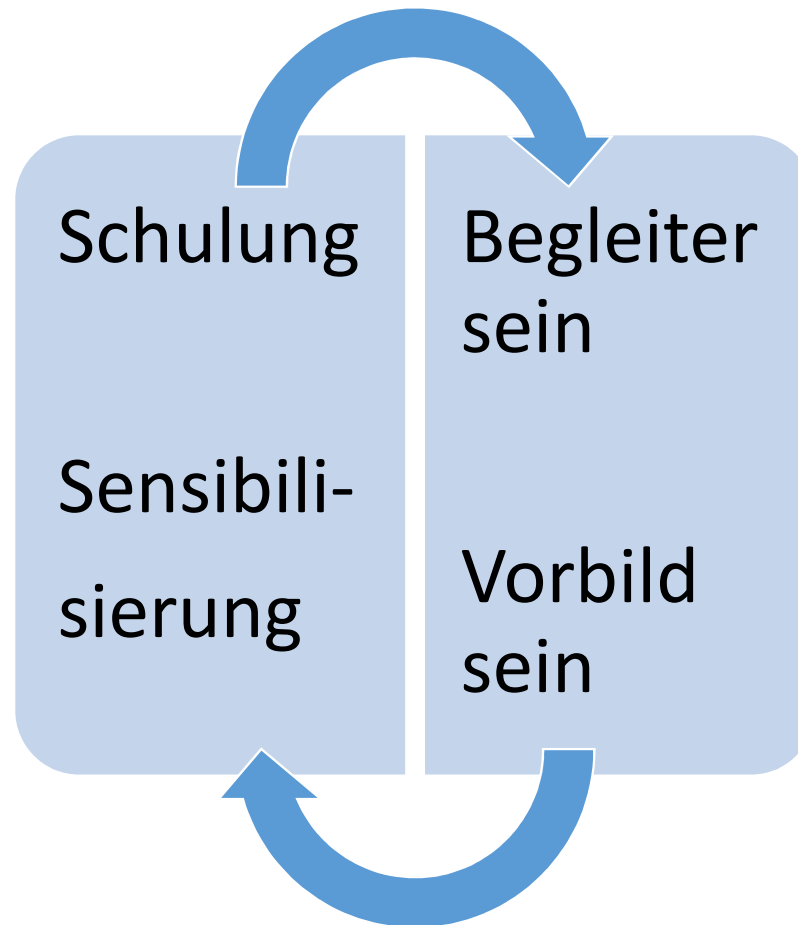 Schulung
Sensibili-
sierung
Begleiter
sein
Vorbild
sein